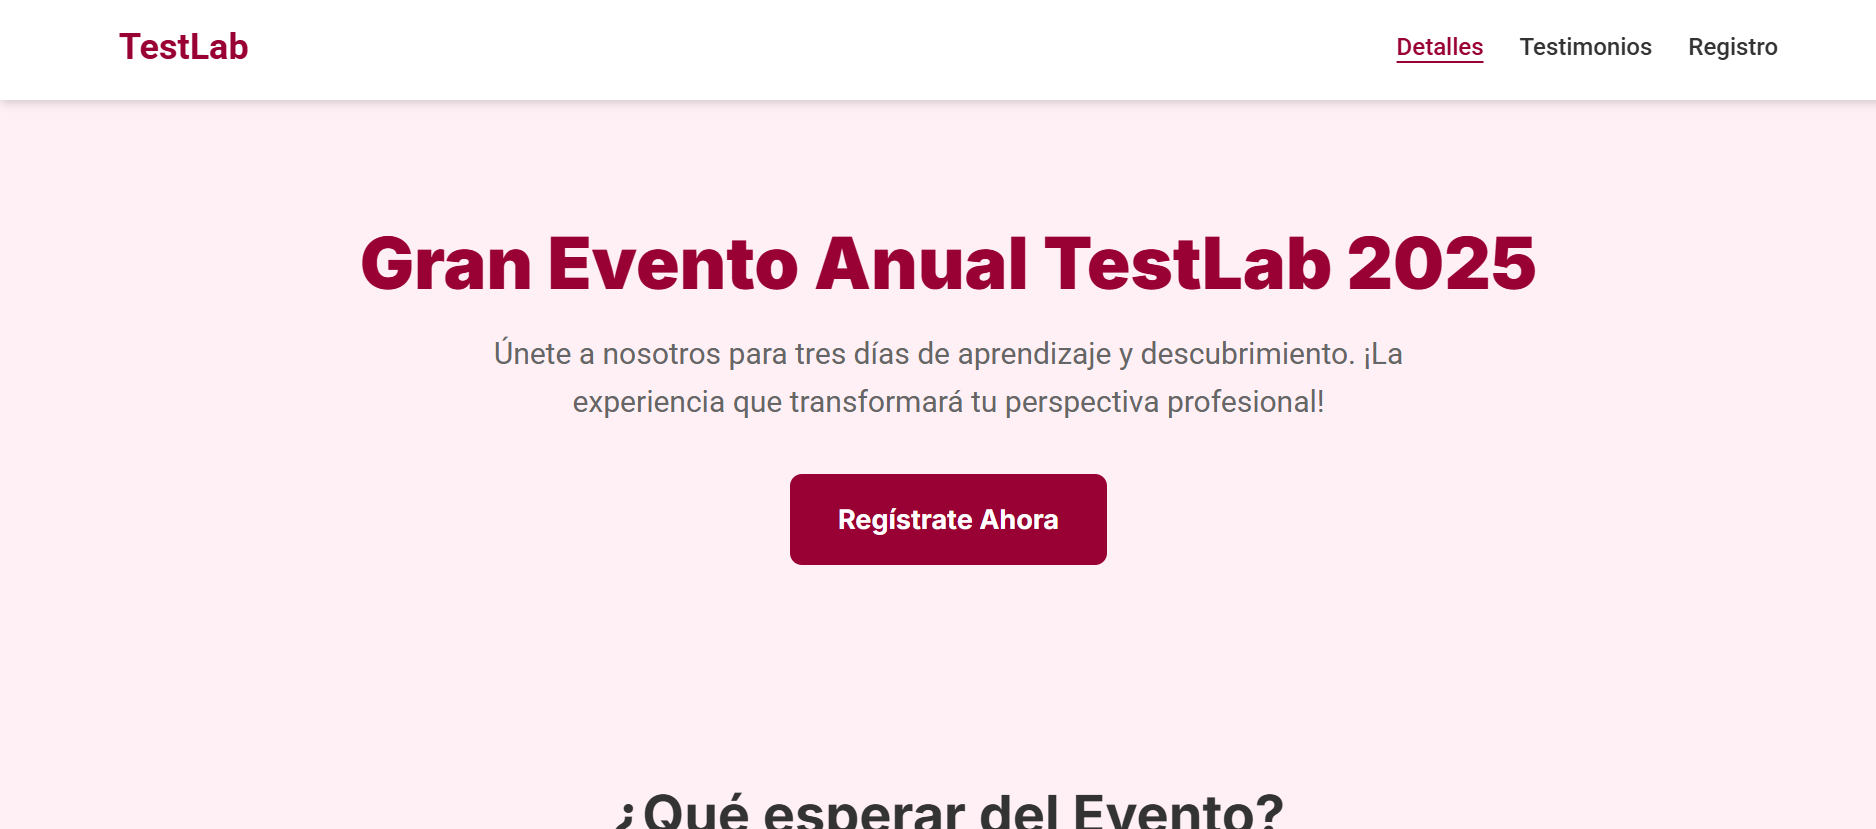 TestLab
Detalles Testimonios Registro
Gran Evento Anual TestLab 2025
Únete a nosotros para tres días de aprendizaje y descubrimiento. ¡La
experiencia que transformará tu perspectiva profesional!
Regístrate Ahora
¿Qué esperar del Evento?